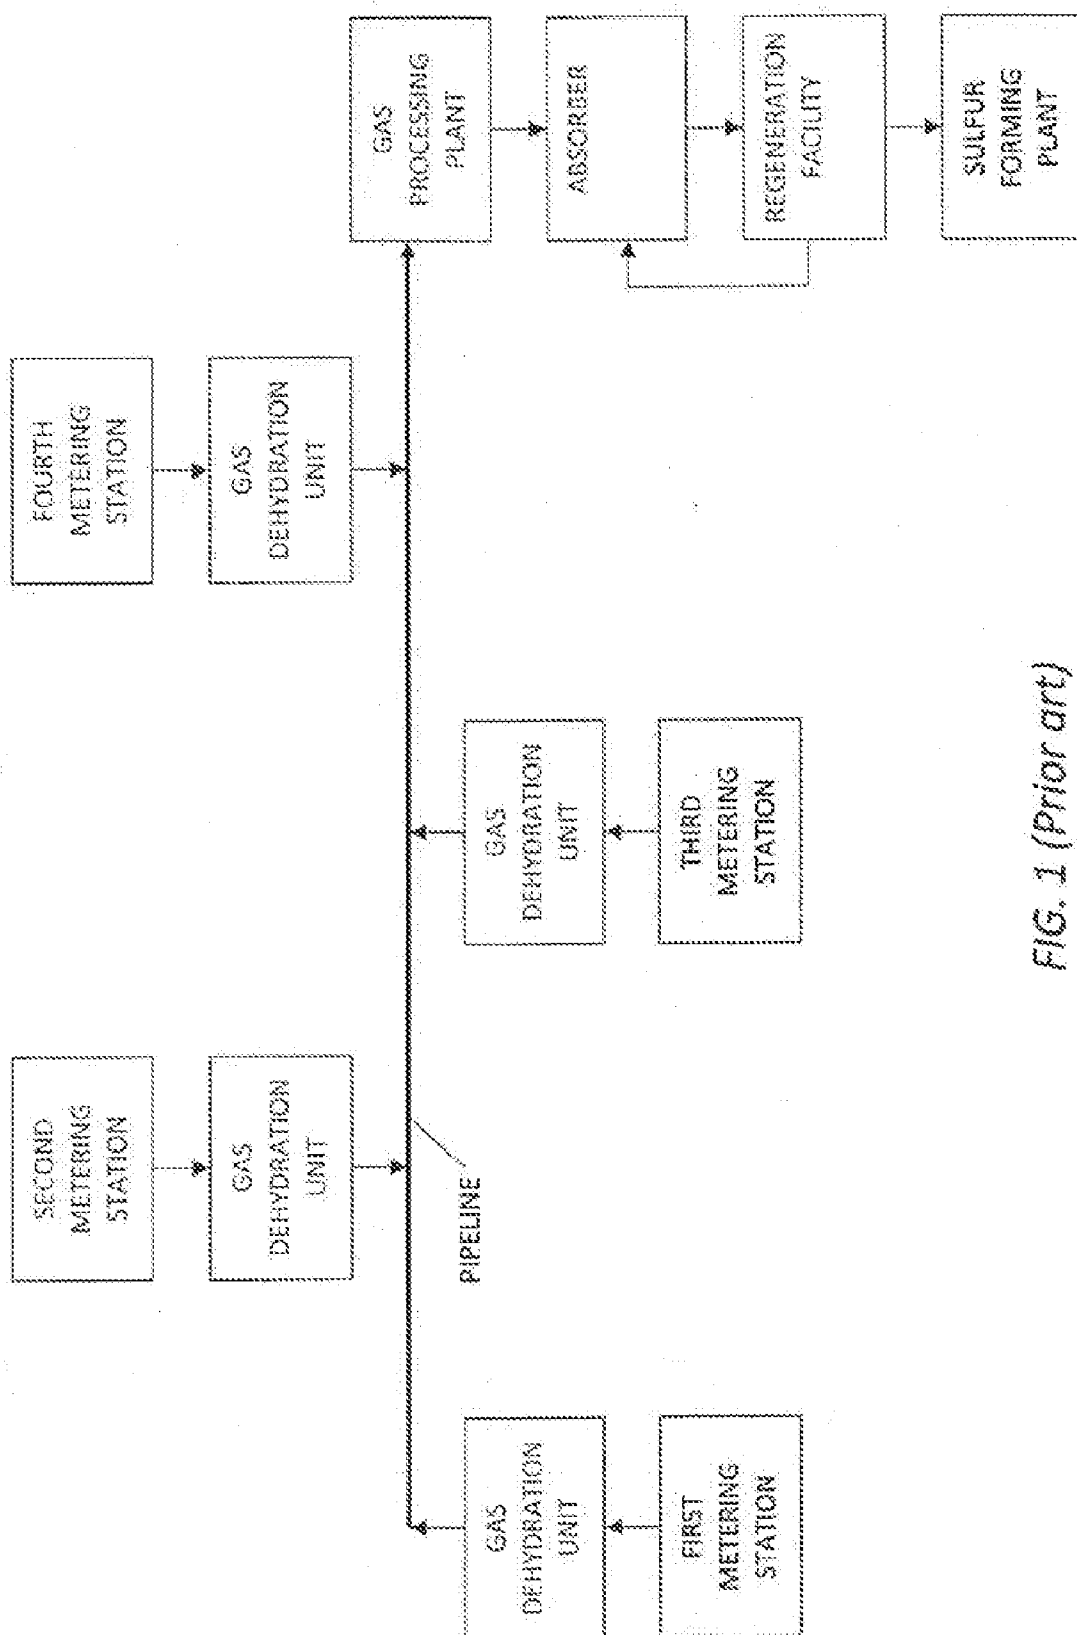 SECOND
METERING
STATION
GAS
DEHYDRATION
UNIT
FOURTH
METERING
STATION
GAS
DEHYDRATION
UNIT
PIPELINE
GAS
PROCESSING
PLANT
GAS
DEHYDRATION
UNIT
FIRST
METERING
STATION
GAS
DEHYDRATION
UNIT
THIRD
METERING
STATION
ABSORBER
REGENERATION
FACILITY
SULFUR
FORMING
PLANT
FIG. 1 (Prior art)